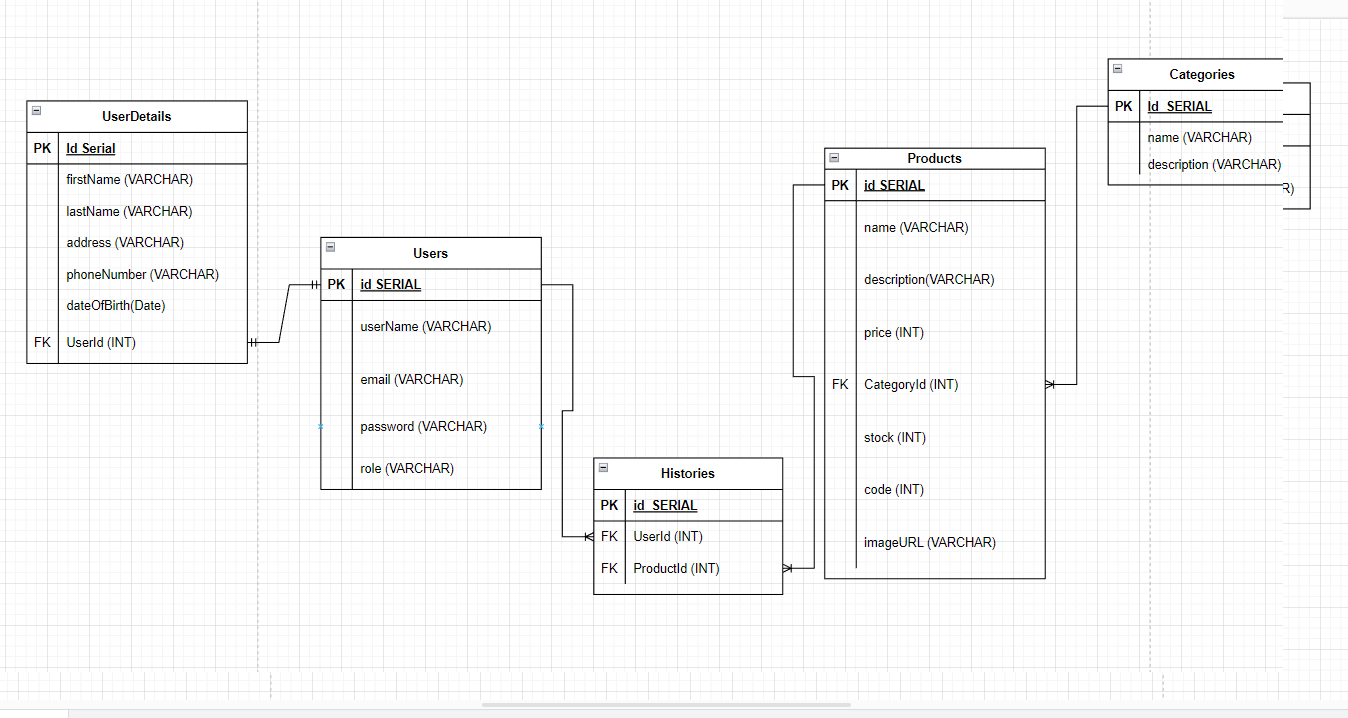 UserDetails
PK Id Serial
firstName (VARCHAR)
lastName (VARCHAR)
address (VARCHAR)
phoneNumber (VARCHAR)
dateOfBirth(Date)
FK UserId (INT)
Users
PK id SERIAL
userName (VARCHAR)
email (VARCHAR)
password (VARCHAR)
role (VARCHAR)
Histories
PK id SERIAL
FK UserId (INT)
FK ProductId (INT)
Products
PK id SERIAL
name (VARCHAR)
description(VARCHAR)
price (INT)
FK CategoryId (INT)
stock (INT)
code (INT)
imageURL (VARCHAR)
Categories
PK Id SERIAL
name (VARCHAR)
description (VARCHAR)
R)